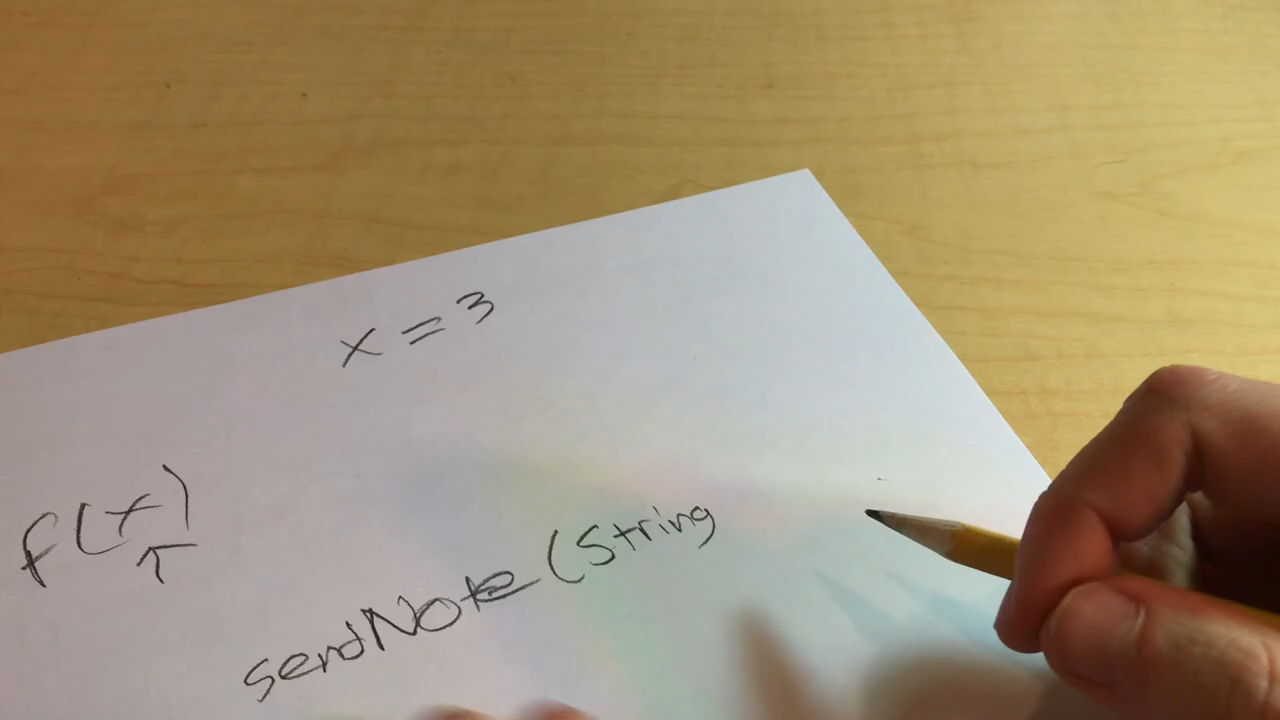 x = 3
f(x)
sendNote (String